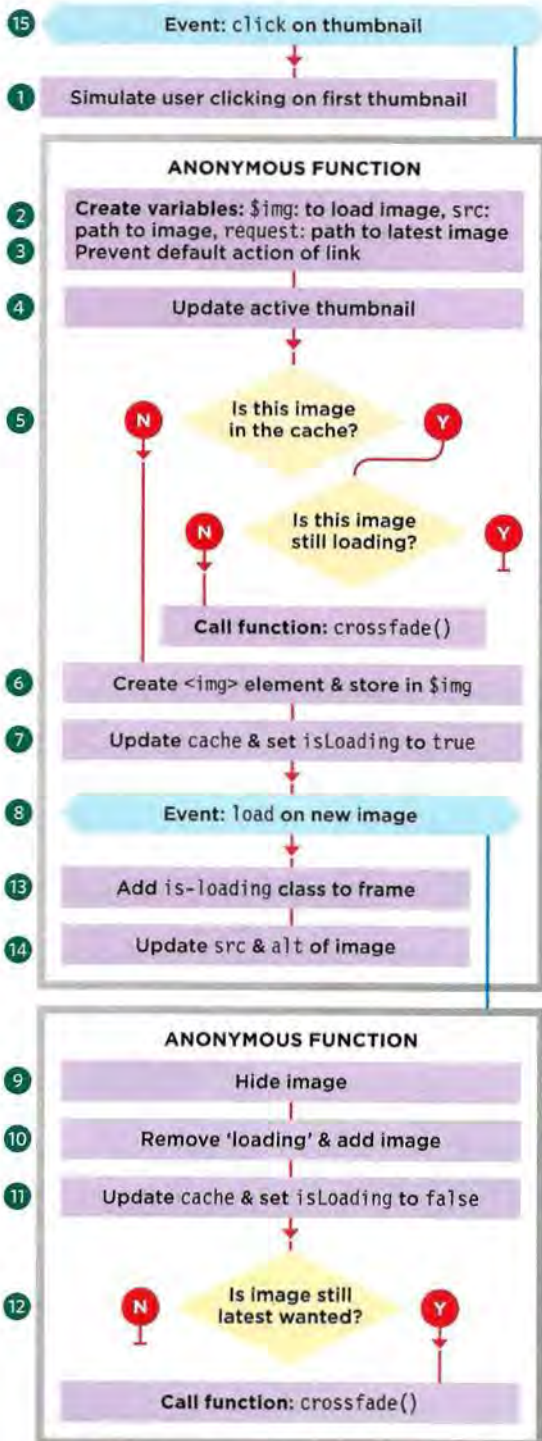 15 Event: click on thumbnail
1 Simulate user clicking on first thumbnail
ANONYMOUS FUNCTION
2 Create variables: $img: to load image, src:
path to image, request: path to latest image
3 Prevent default action of link
4 Update active thumbnail
5 N Is this image Y
in the cache?
N Is this image Y
still loading?
Call function: crossfade()
6 Create <img> element & store in $img
7 Update cache & set isLoading to true
8 Event: load on new image
13 Add is-loading class to frame
14 Update src & alt of image
ANONYMOUS FUNCTION
9 Hide image
10 Remove 'loading' & add image
11 Update cache & set isLoading to false
12 N Is image still Y
latest wanted?
Call function: crossfade()